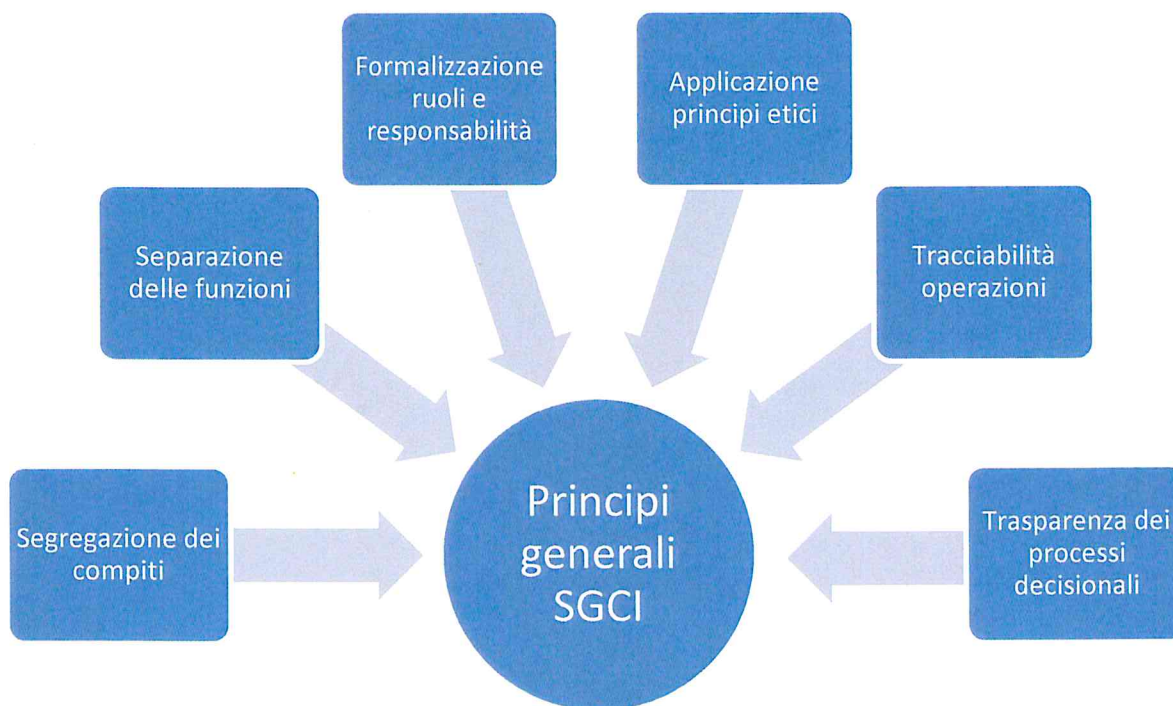 Formalizzazione
ruoli e
responsabilità
Applicazione
principi etici
Separazione
delle funzioni
Tracciabilità
operazioni
Segregazione dei
compiti
Principi
generali
SGCI
Trasparenza dei
processi
decisionali